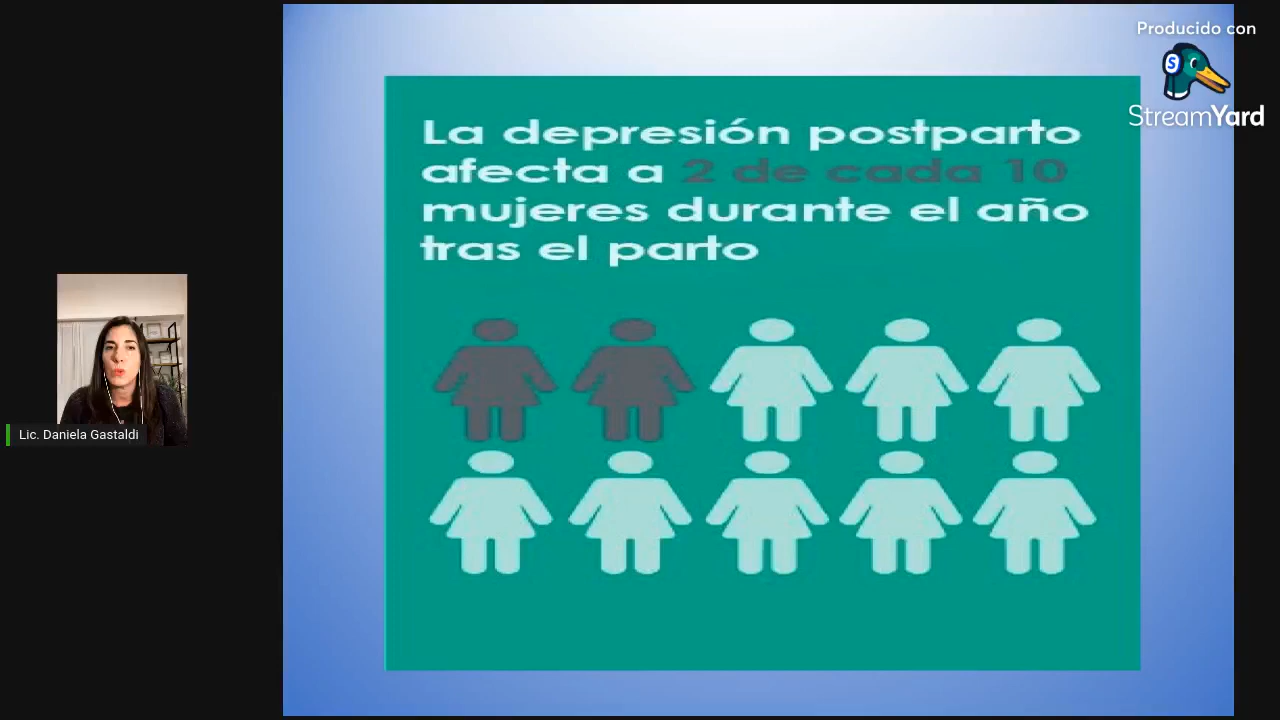 Producido con
StreamYard
La depresión postparto
afecta a 2 de cada 10
mujeres durante el año
tras el parto
Lic. Daniela Gastaldi